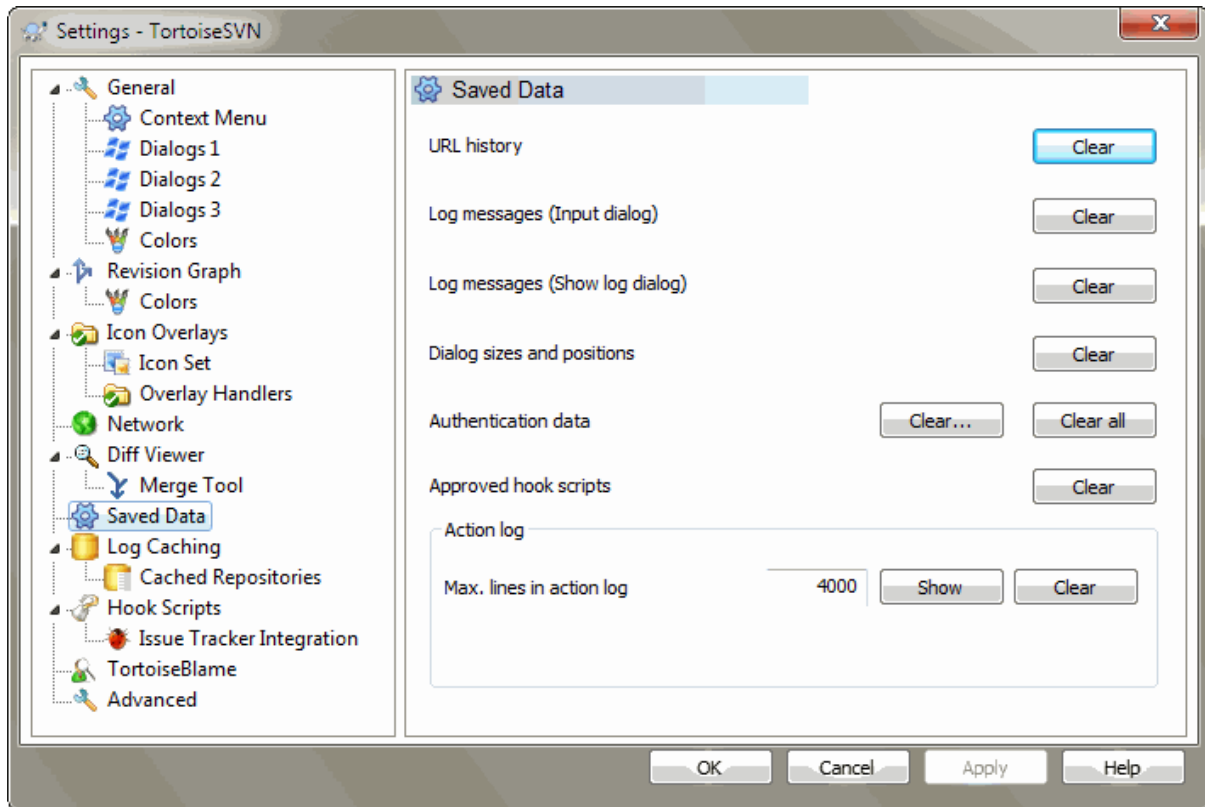 Settings - TortoiseSVN
X
General
Context Menu
Dialogs 1
Dialogs 2
Dialogs 3
Colors
Revision Graph
Colors
Icon Overlays
Icon Set
Overlay Handlers
Network
Diff Viewer
Merge Tool
Saved Data
Log Caching
Cached Repositories
Hook Scripts
Issue Tracker Integration
TortoiseBlame
Advanced
Saved Data
URL history Clear
Log messages (Input dialog) Clear
Log messages (Show log dialog) Clear
Dialog sizes and positions Clear
Authentication data Clear... Clear all
Approved hook scripts Clear
Action log
Max. lines in action log 4000 Show Clear
OK Cancel Apply Help